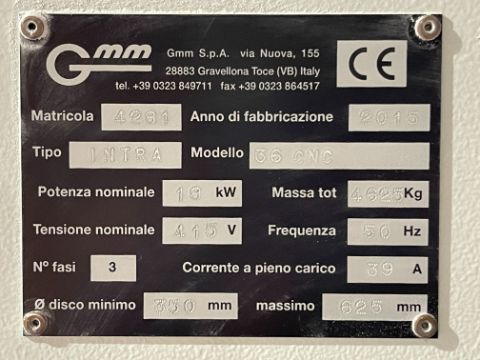 Gmm
Gmm S.p.A. via Nuova, 155
28883 Gravellona Toce (VB) Italy
tel. +39 0323 849711 fax +39 0323 864517
CE
Matricola 4281 Anno di fabbricazione 2015
Tipo INTRA Modello 36 CNC
Potenza nominale 18 kW Massa tot 4625 Kg
Tensione nominale 415 V Frequenza 50 Hz
N° fasi 3 Corrente a pieno carico 39 A
Ø disco minimo 350 mm massimo 625 mm